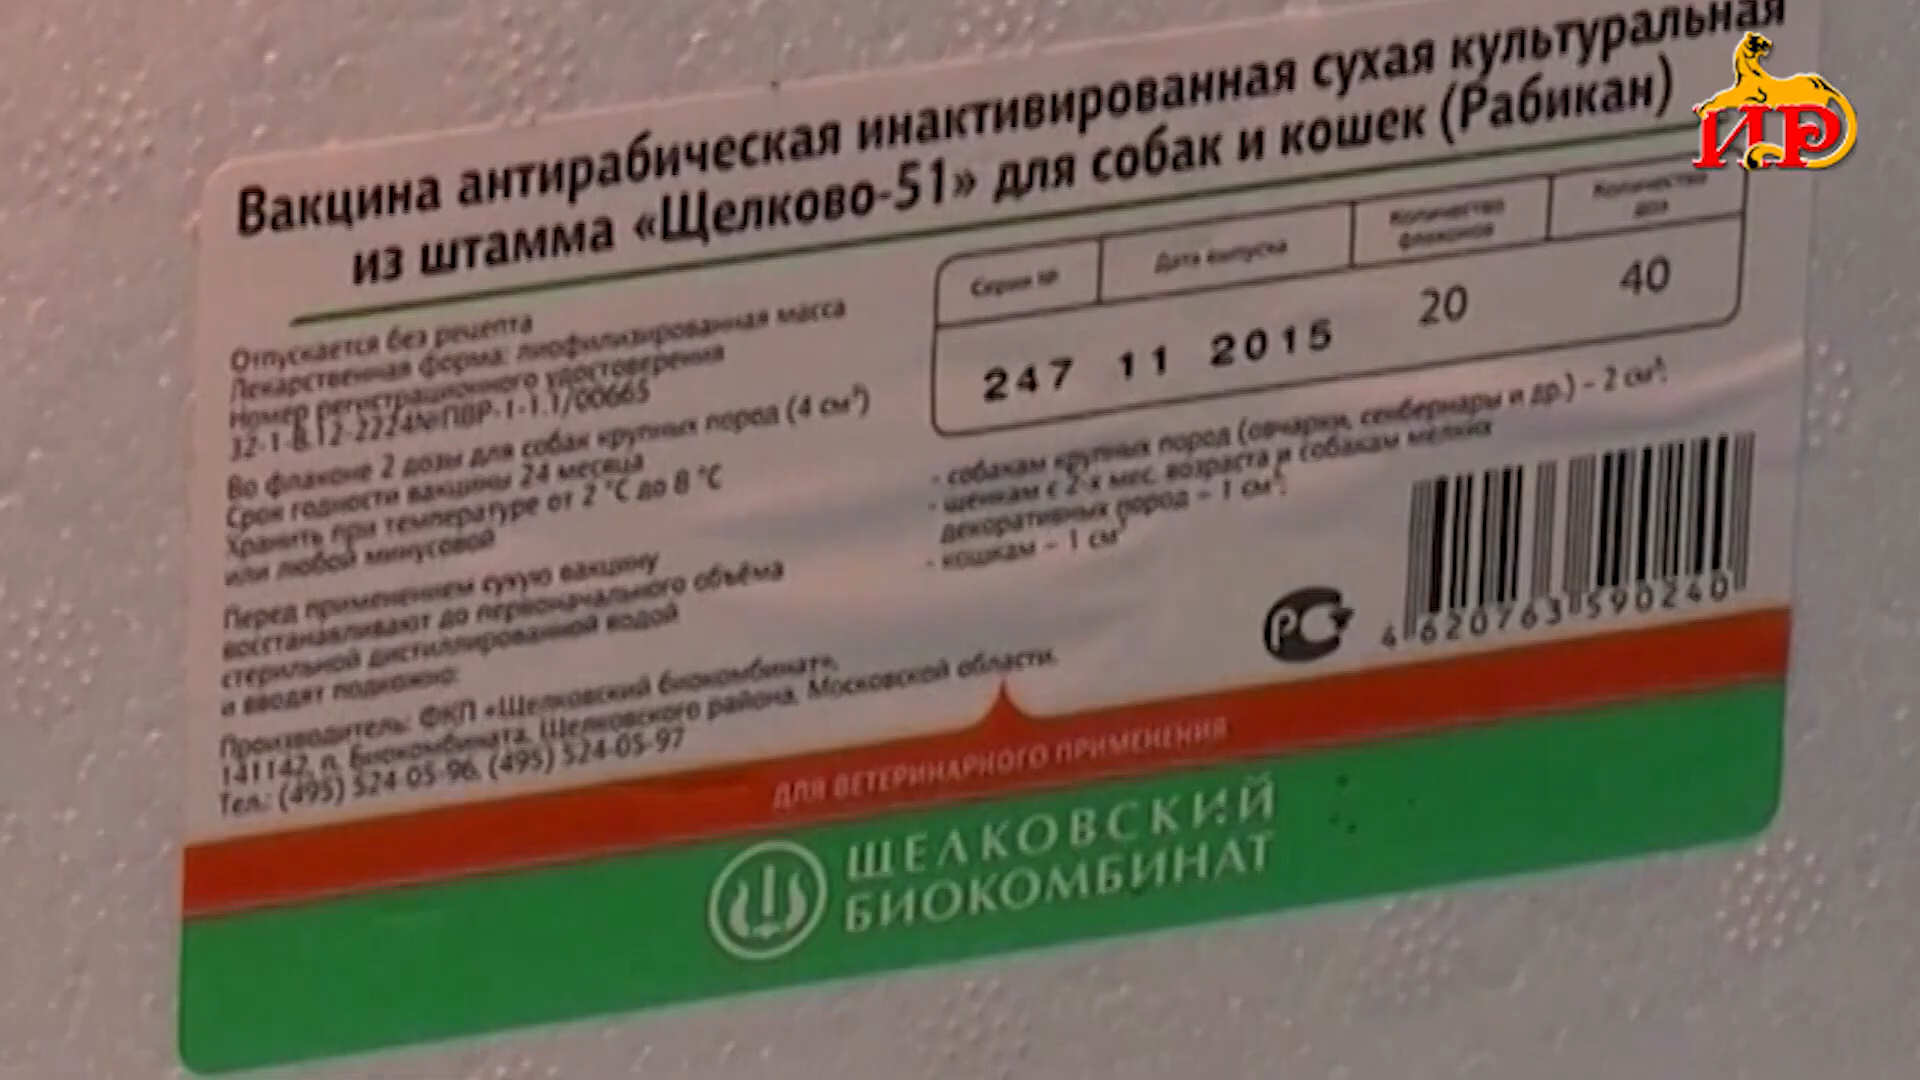 Вакцина антирабическая инактивированная сухая культуральная
из штамма «Щелково-51» для собак и кошек (Рабикан)
ИР
Отпускается без рецепта
Лекарственная форма: лиофилизированная масса
Номер регистрационного удостоверения
32-1-8.12-2224№ПВР-1-1.1/00665
Во флаконе 2 дозы для собак крупных пород (4 см³)
Срок годности вакцины 24 месяца
Хранить при температуре от 2 °С до 8 °С
или любой минусовой
Перед применением сухую вакцину
восстанавливают до первоначального объёма
стерильной дистиллированной водой
и вводят подкожно:
Производитель: ФКП «Щелковский биокомбинат»,
141142, п. Биокомбината, Щелковского района, Московской области.
Тел.: (495) 524-05-96, (495) 524-05-97
Серия № Дата выпуска Количество флаконов Количество доз
247 11 2015 20 40
- собакам крупных пород (овчарки, сенбернары и др.) – 2 см³;
- щенкам с 2-х мес. возраста и собакам мелких
декоративных пород – 1 см³;
- кошкам – 1 см³
РС
4 620763 590240
ДЛЯ ВЕТЕРИНАРНОГО ПРИМЕНЕНИЯ
ЩЕЛКОВСКИЙ
БИОКОМБИНАТ